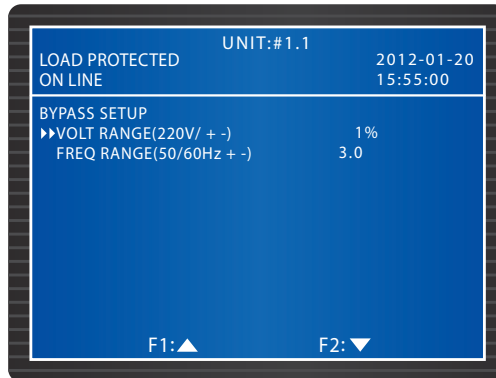 UNIT:#1.1
LOAD PROTECTED 2012-01-20
ON LINE 15:55:00
BYPASS SETUP
VOLT RANGE(220V/ + -) 1%
FREQ RANGE(50/60Hz + -) 3.0
F1: F2: